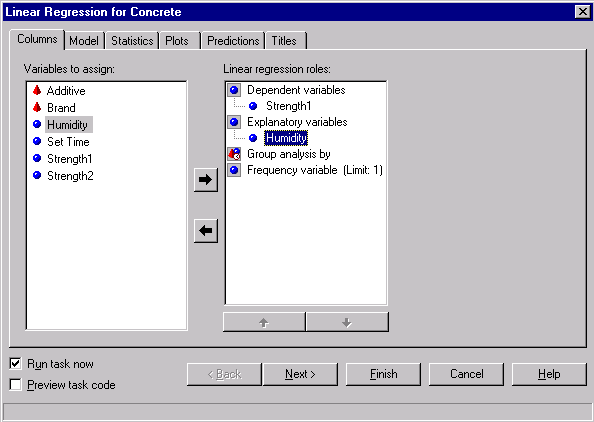 Linear Regression for Concrete
Columns Model Statistics Plots Predictions Titles
Variables to assign:
Additive
Brand
Humidity
Set Time
Strength1
Strength2
Linear regression roles:
Dependent variables
Strength1
Explanatory variables
Humidity
Group analysis by
Frequency variable (Limit: 1)
Run task now
Preview task code
< Back Next > Finish Cancel Help